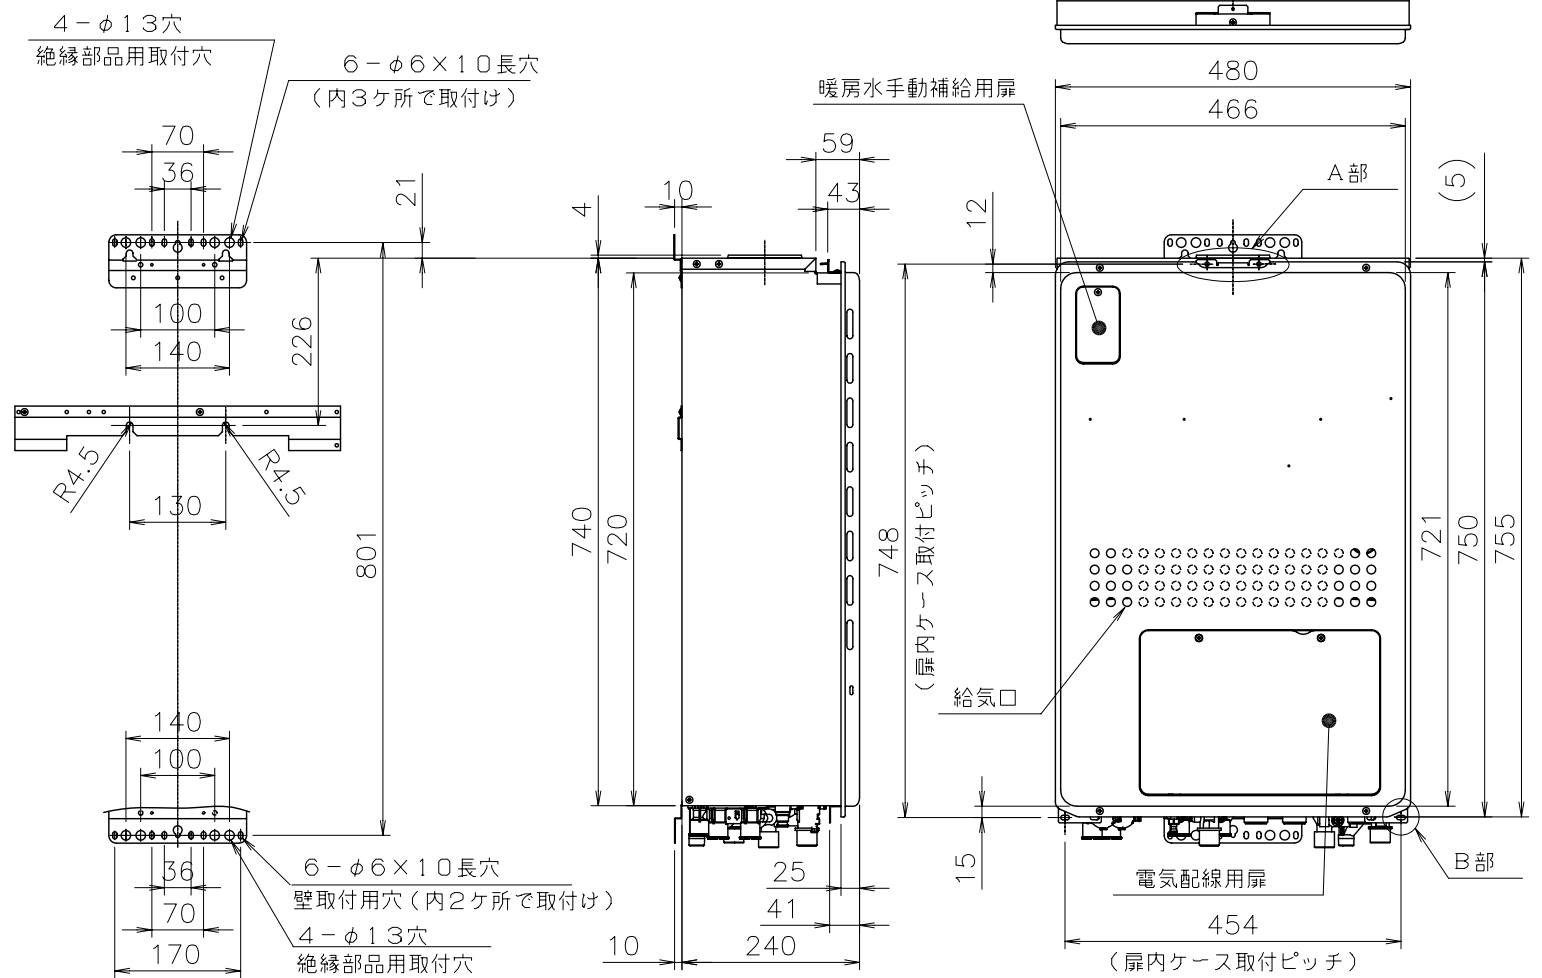 4-φ13穴
絶縁部品用取付穴
6-φ6×10長穴
(内3ケ所で取付け)
70
36
21
100
140
226
R4.5
R4.5
130
801
140
100
36
70
170
6-φ6×10長穴
壁取付用穴(内2ケ所で取付け)
4-φ13穴
絶縁部品用取付穴
10
4
59
43
740
720
25
41
10
240
480
466
暖房水手動補給用扉
A部
(5)
12
748
(扉内ケース取付ピッチ)
721
750
755
給気口
15
電気配線用扉
B部
454
(扉内ケース取付ピッチ)